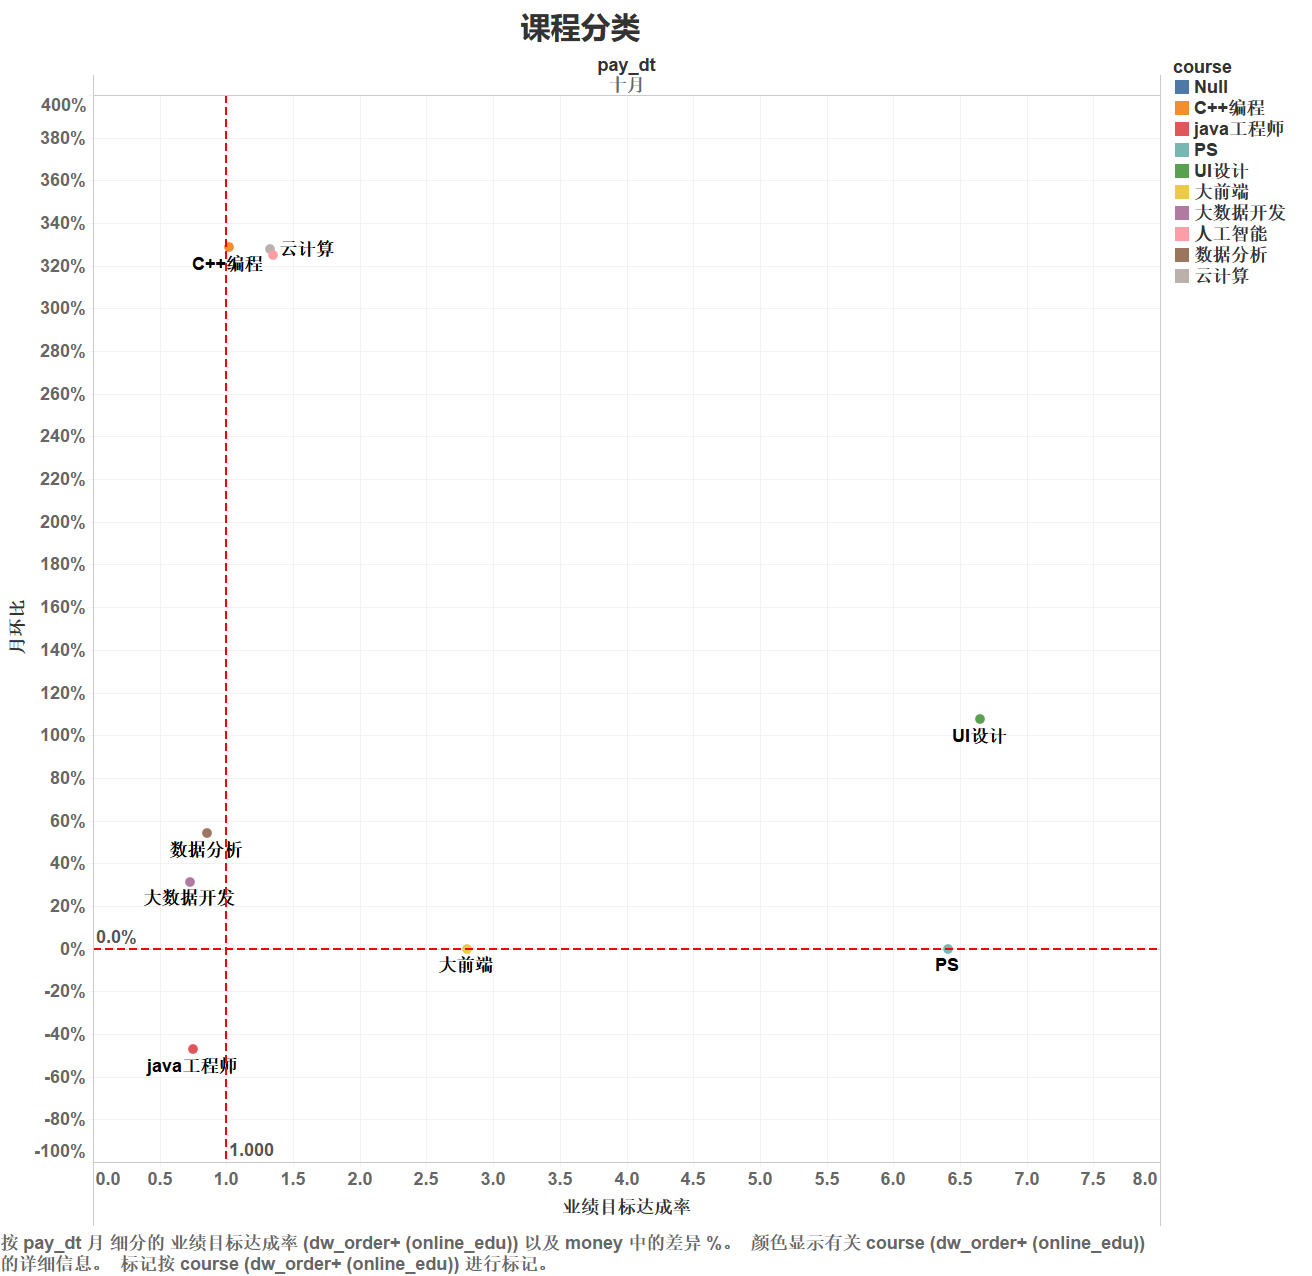 课程分类
pay_dt
十月
course
Null
C++编程
java工程师
PS
UI设计
大前端
大数据开发
人工智能
数据分析
云计算
400%
380%
360%
340%
320%
300%
280%
260%
240%
220%
200%
180%
160%
140%
120%
100%
80%
60%
40%
20%
0%
-20%
-40%
-60%
-80%
-100%
月环比
云计算
C++编程
UI设计
数据分析
大数据开发
0.0%
大前端
PS
java工程师
1.000
0.0 0.5 1.0 1.5 2.0 2.5 3.0 3.5 4.0 4.5 5.0 5.5 6.0 6.5 7.0 7.5 8.0
业绩目标达成率
按 pay_dt 月 细分的 业绩目标达成率 (dw_order+ (online_edu)) 以及 money 中的差异 %。 颜色显示有关 course (dw_order+ (online_edu))
的详细信息。 标记按 course (dw_order+ (online_edu)) 进行标记。